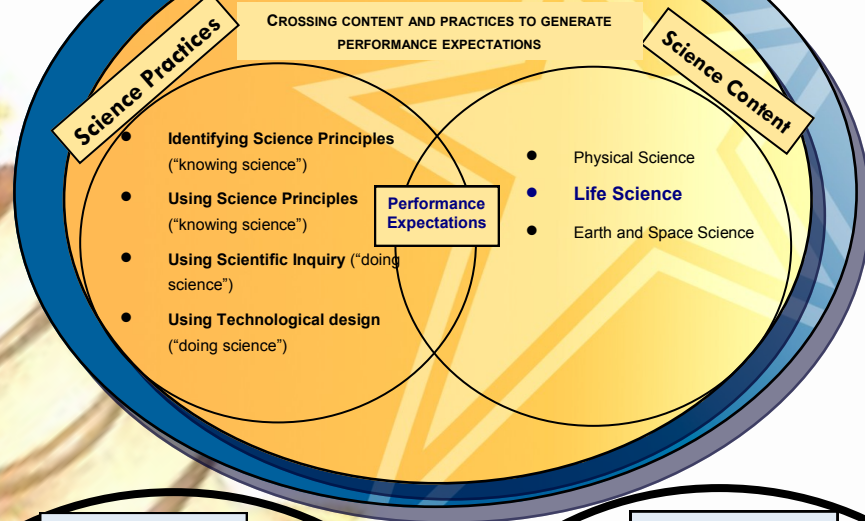 CROSSING CONTENT AND PRACTICES TO GENERATE
PERFORMANCE EXPECTATIONS
Science Practices
Science Content
Identifying Science Principles
(“knowing science”)
Using Science Principles
(“knowing science”)
Using Scientific Inquiry (“doing
science”)
Using Technological design
(“doing science”)
Performance
Expectations
Physical Science
Life Science
Earth and Space Science